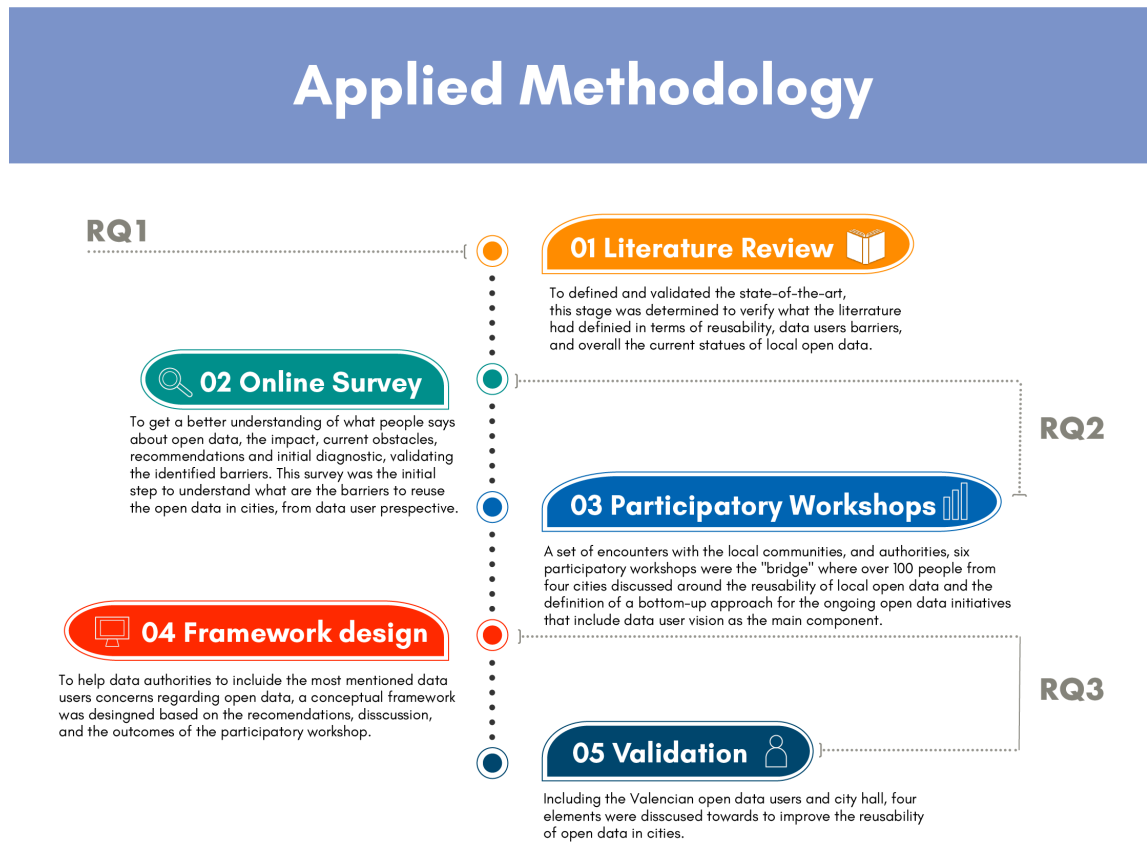 Applied Methodology
RQ1
01 Literature Review
To defined and validated the state-of-the-art,
this stage was determined to verify what the literature
had definied in terms of reusability, data users barriers,
and overall the current statues of local open data.
02 Online Survey
To get a better understanding of what people says
about open data, the impact, current obstacles,
recommendations and initial diagnostic, validating
the identified barriers. This survey was the initial
step to understand what are the barriers to reuse
the open data in cities, from data user prespective.
RQ2
03 Participatory Workshops
A set of encounters with the local communities, and authorities, six
participatory workshops were the "bridge" where over 100 people from
four cities discussed around the reusability of local open data and the
definition of a bottom-up approach for the ongoing open data initiatives
that include data user vision as the main component.
04 Framework design
To help data authorities to incluide the most mentioned data
users concerns regarding open data, a conceptual framework
was desingned based on the recomendations, disscussion,
and the outcomes of the participatory workshop.
RQ3
05 Validation
Including the Valencian open data users and city hall, four
elements were disscused towards to improve the reusability
of open data in cities.